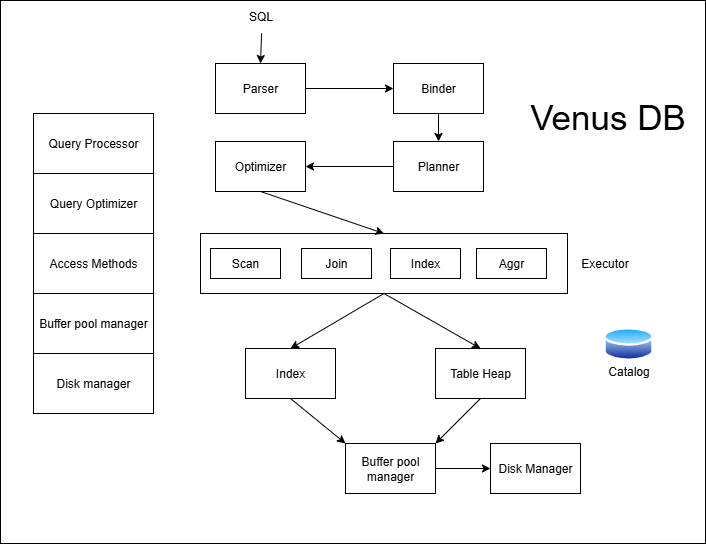 SQL
Parser
Binder
Venus DB
Query Processor
Optimizer
Planner
Query Optimizer
Access Methods
Scan
Join
Index
Aggr
Executor
Buffer pool manager
Index
Table Heap
Catalog
Disk manager
Buffer pool
manager
Disk Manager